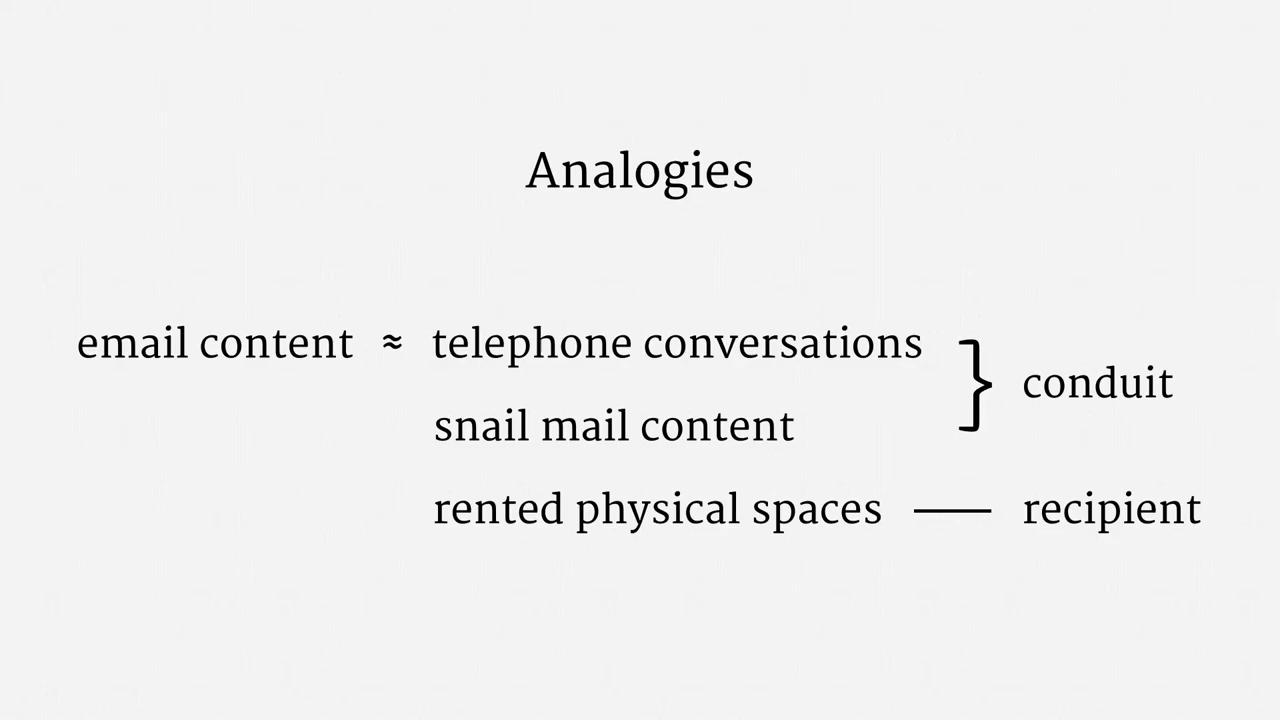 Analogies
email content ≈ telephone conversations } conduit
snail mail content
rented physical spaces — recipient